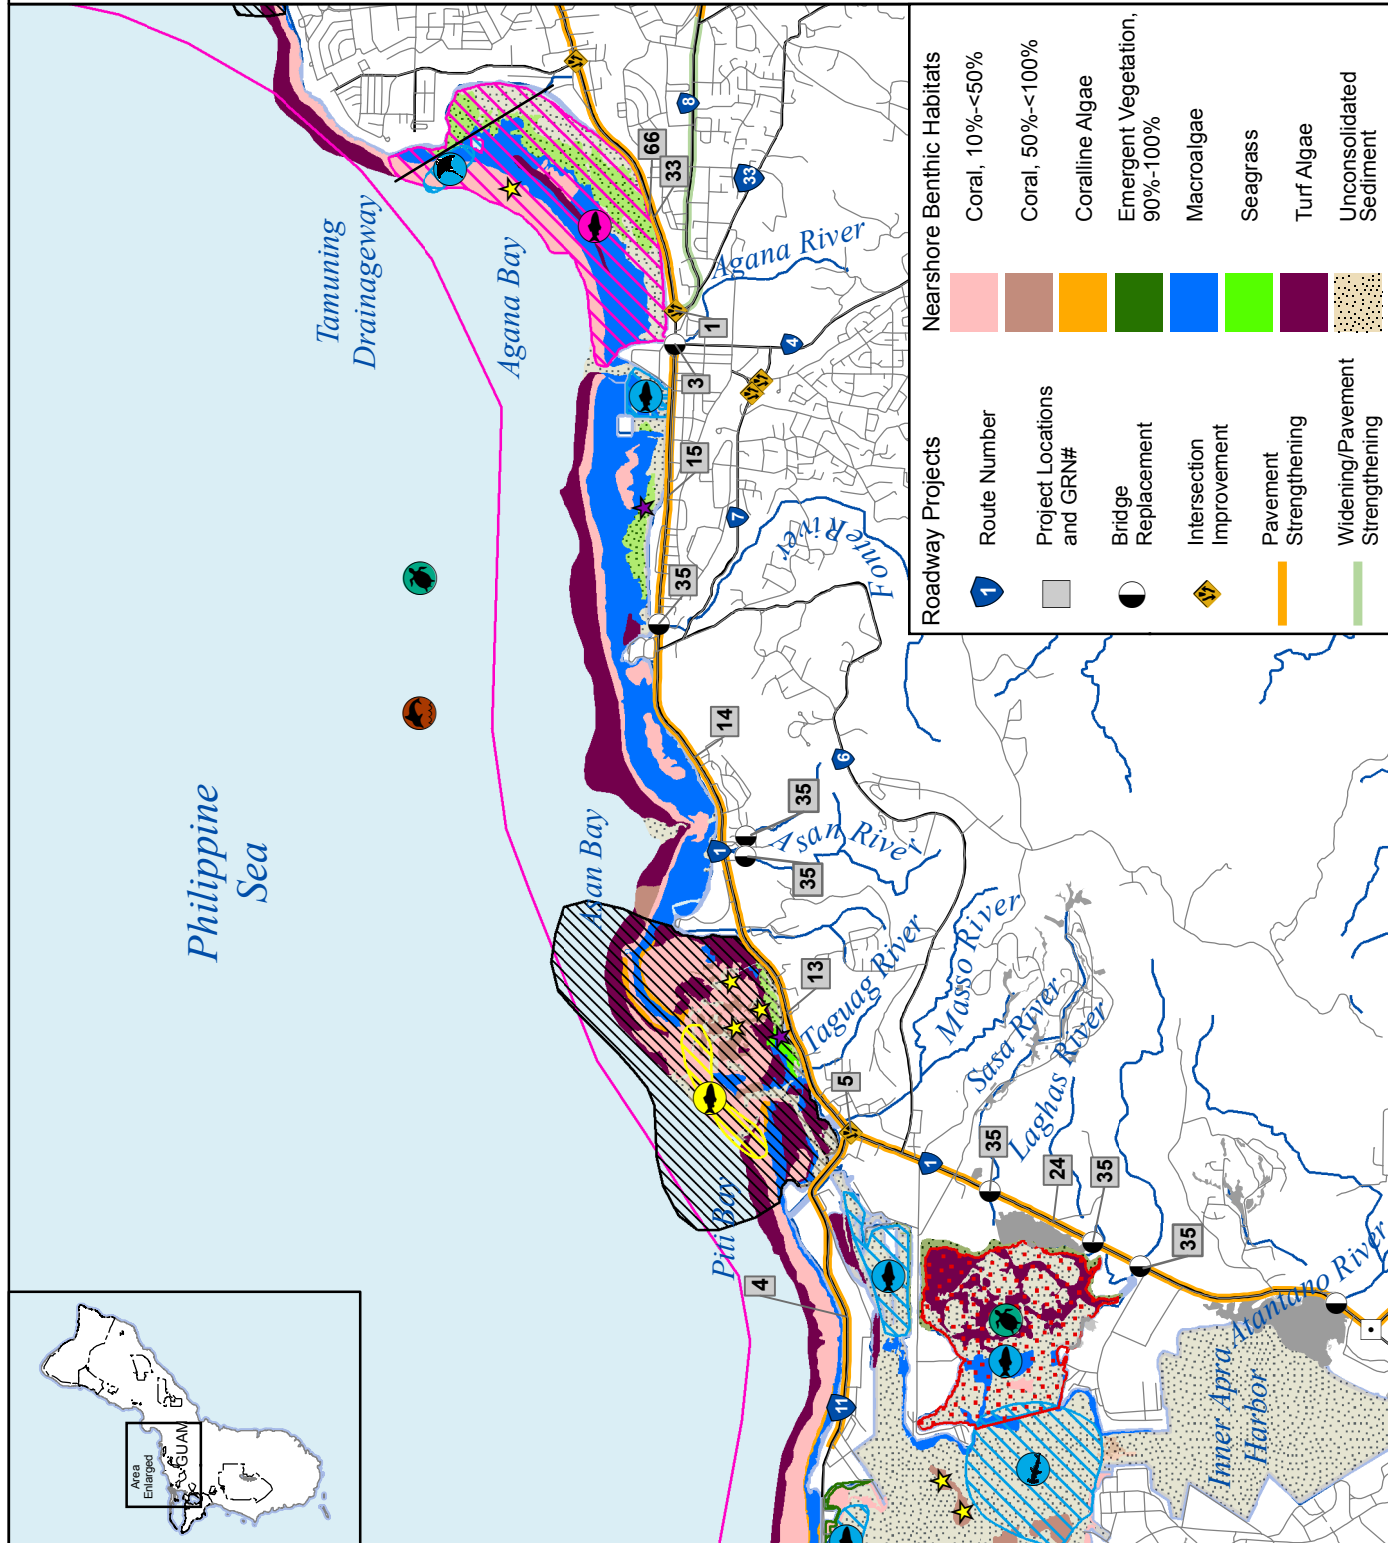 Philippine
Sea
Tamuning
Drainageway
Agana Bay
Asan Bay
Piti Bay
Agana River
Fonte River
Asan River
Taguag River
Masso River
Sasa River
Laghas River
Atantano River
Inner Apra
Harbor
66
33
8
33
1
3
4
15
7
35
14
6
35
35
1
13
5
1
35
24
35
35
4
11
Area
Enlarged
GUAM
Roadway Projects
1
Route Number
Project Locations
and GRN#
Bridge
Replacement
Intersection
Improvement
Pavement
Strengthening
Widening/Pavement
Strengthening
Nearshore Benthic Habitats
Coral, 10%-<50%
Coral, 50%-<100%
Coralline Algae
Emergent Vegetation,
90%-100%
Macroalgae
Seagrass
Turf Algae
Unconsolidated
Sediment